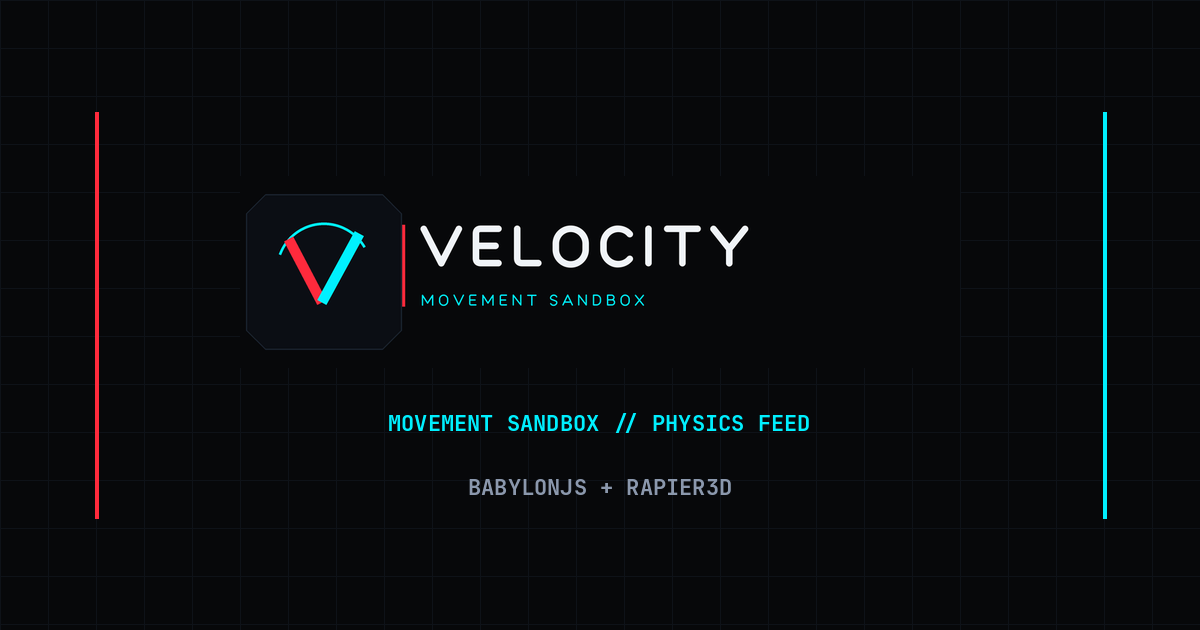 VELOCITY
MOVEMENT SANDBOX
MOVEMENT SANDBOX // PHYSICS FEED
BABYLONJS + RAPIER3D